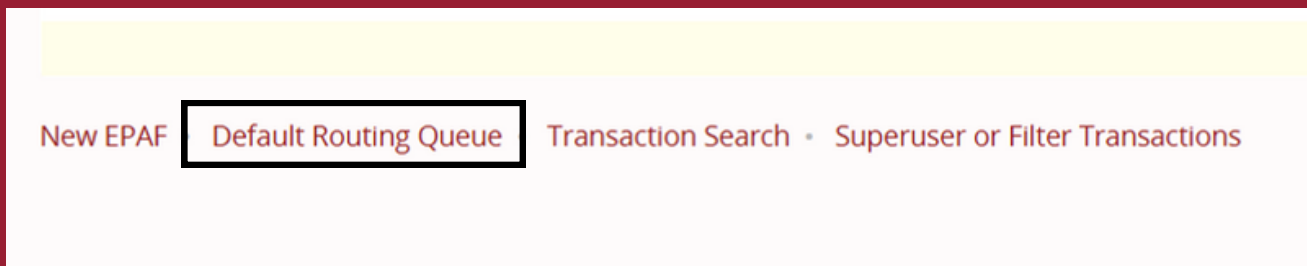 New EPAF • Default Routing Queue • Transaction Search • Superuser or Filter Transactions